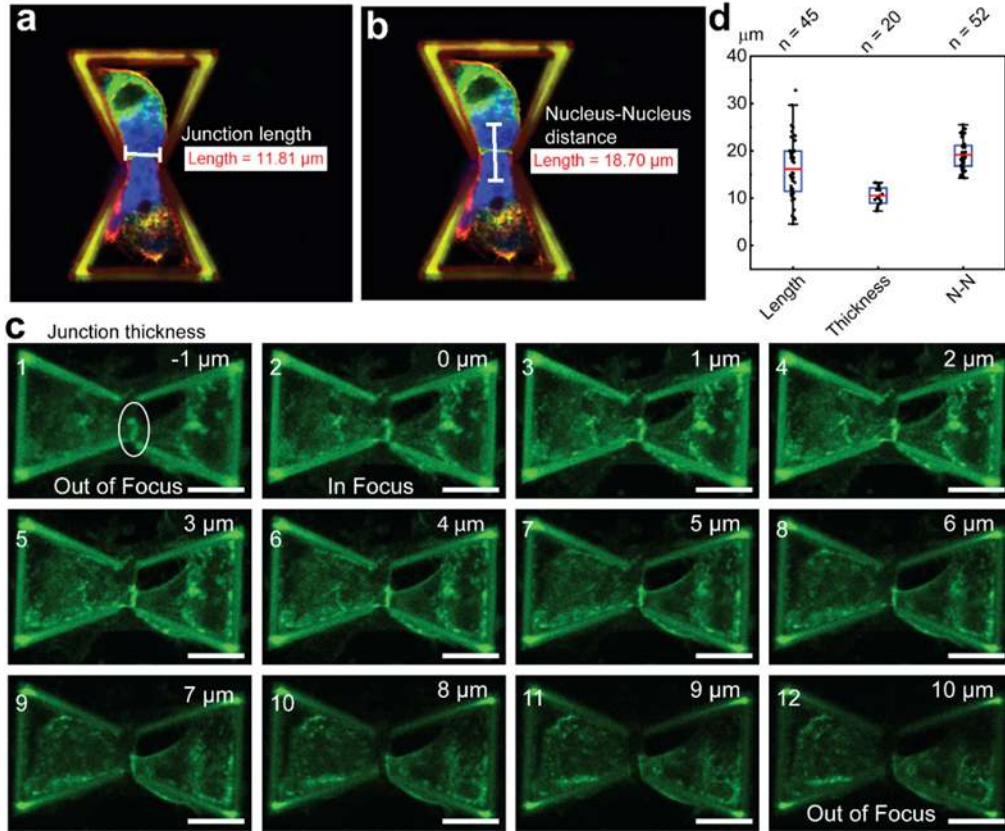 a
Junction length
Length = 11.81 µm
b
Nucleus-Nucleus
distance
Length = 18.70 µm
d
µm
n = 45
n = 20
n = 52
40
30
20
10
0
Length
Thickness
N-N
c
Junction thickness
1
-1 µm
Out of Focus
2
0 µm
In Focus
3
1 µm
4
2 µm
5
3 µm
6
4 µm
7
5 µm
8
6 µm
9
7 µm
10
8 µm
11
9 µm
12
10 µm
Out of Focus